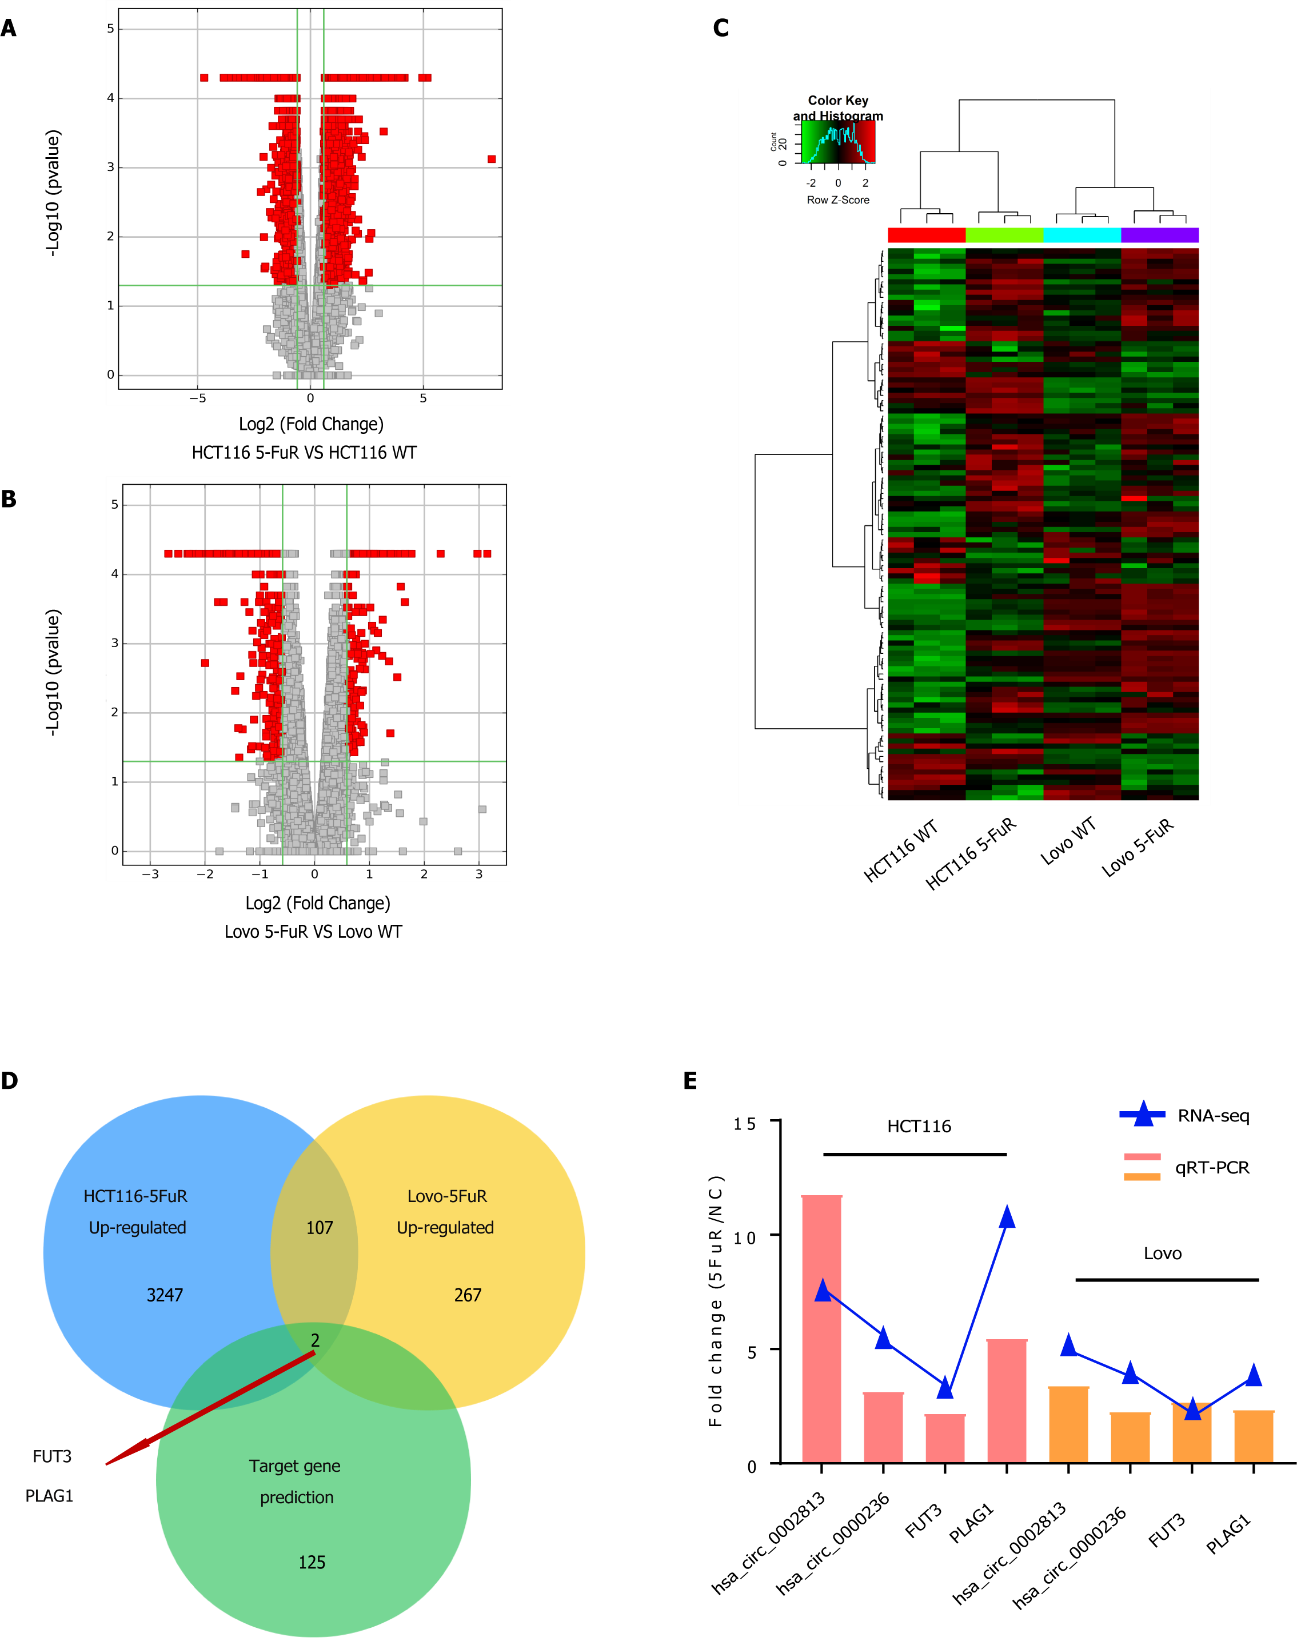 A
5
4
3
2
1
0
-Log10 (pvalue)
−5
0
5
Log2 (Fold Change)
HCT116 5-FuR VS HCT116 WT
B
5
4
3
2
1
0
-Log10 (pvalue)
−3
−2
−1
0
1
2
3
Log2 (Fold Change)
Lovo 5-FuR VS Lovo WT
C
Color Key
and Histogram
Count
0
20
-2
0
2
Row Z-Score
HCT116 WT
HCT116 5-FuR
Lovo WT
Lovo 5-FuR
D
HCT116-5FuR
Up-regulated
3247
107
Lovo-5FuR
Up-regulated
267
2
FUT3
PLAG1
Target gene
prediction
125
E
RNA-seq
qRT-PCR
HCT116
Lovo
15
10
5
0
Fold change (5FuR/NC)
hsa_circ_0002813
hsa_circ_0000236
FUT3
PLAG1
hsa_circ_0002813
hsa_circ_0000236
FUT3
PLAG1